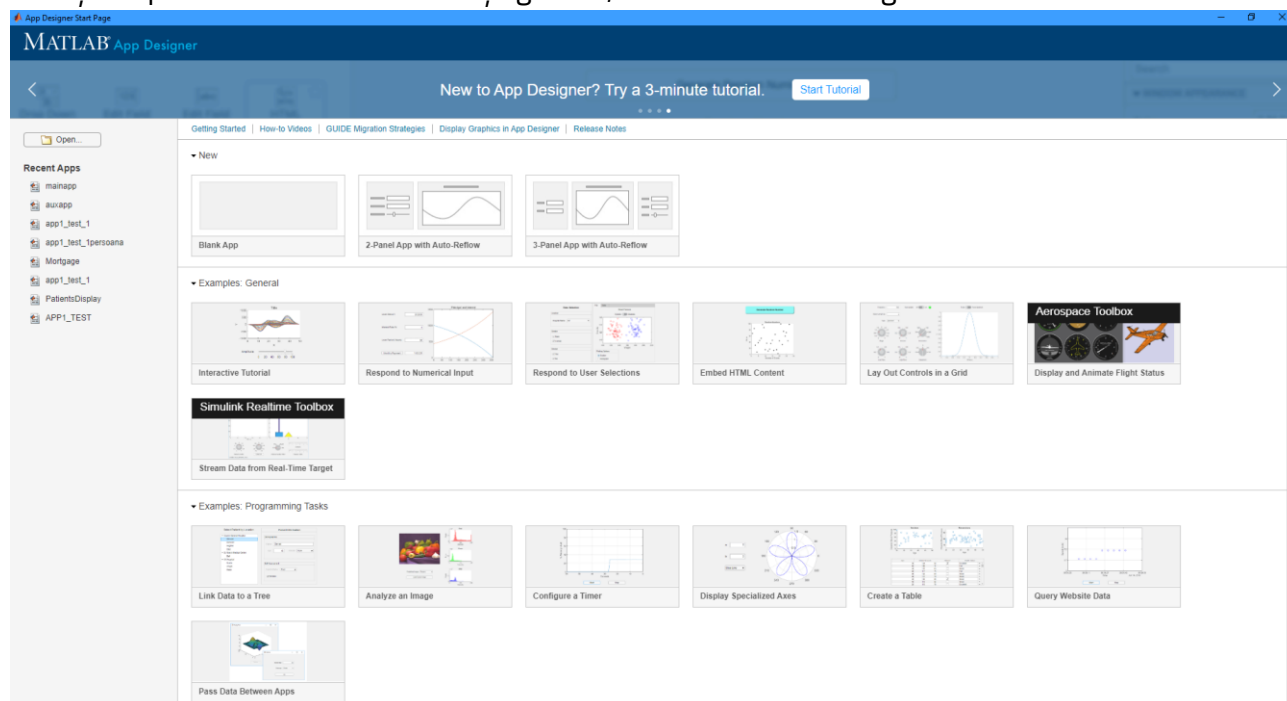 App Designer Start Page
MATLAB® App Designer
New to App Designer? Try a 3-minute tutorial. Start Tutorial
Getting Started | How-to Videos | GUIDE Migration Strategies | Display Graphics in App Designer | Release Notes
Open...
Recent Apps
mainapp
auxapp
app1_test_1
app1_test_1persoana
Mortgage
app1_test_1
PatientsDisplay
APP1_TEST
New
Blank App
2-Panel App with Auto-Reflow
3-Panel App with Auto-Reflow
Examples: General
Interactive Tutorial
Respond to Numerical Input
Respond to User Selections
Embed HTML Content
Lay Out Controls in a Grid
Aerospace Toolbox
Display and Animate Flight Status
Simulink Realtime Toolbox
Stream Data from Real-Time Target
Examples: Programming Tasks
Link Data to a Tree
Analyze an Image
Configure a Timer
Display Specialized Axes
Create a Table
Query Website Data
Pass Data Between Apps